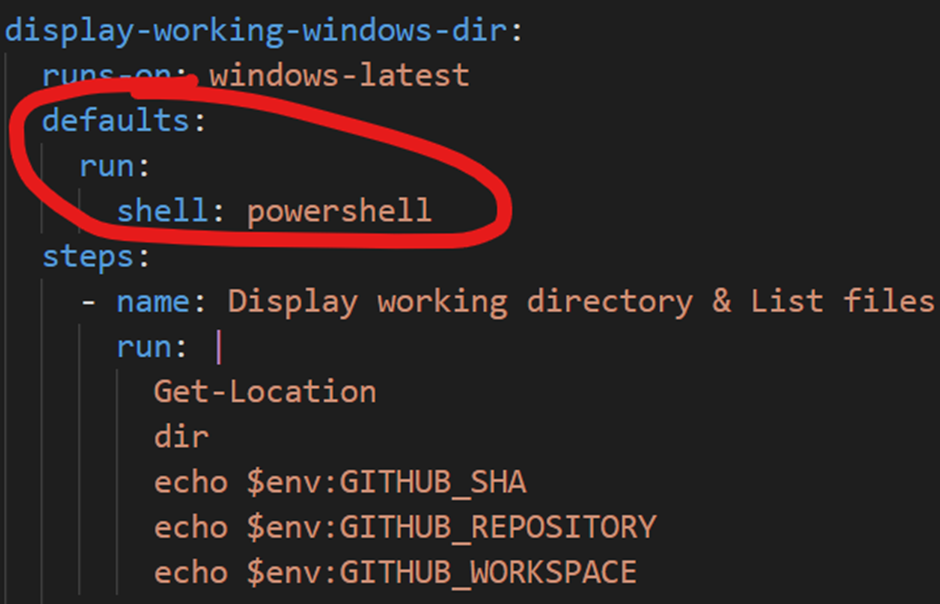 display-working-windows-dir:
runs-on: windows-latest
defaults:
run:
shell: powershell
steps:
- name: Display working directory & List files
run: |
Get-Location
dir
echo $env:GITHUB_SHA
echo $env:GITHUB_REPOSITORY
echo $env:GITHUB_WORKSPACE